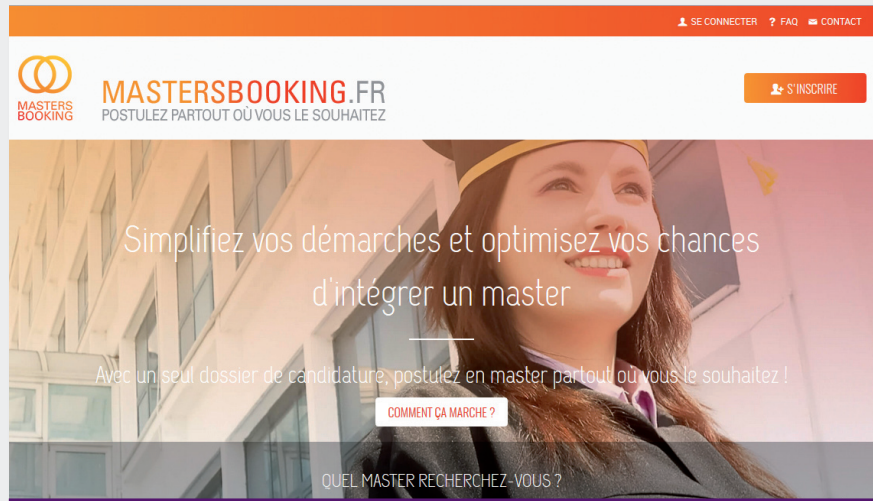 SE CONNECTER ? FAQ CONTACT
MASTERS
BOOKING
MASTERSBOOKING.FR
POSTULEZ PARTOUT OÙ VOUS LE SOUHAITEZ
S'INSCRIRE
Simplifiez vos démarches et optimisez vos chances
d'intégrer un master
Avec un seul dossier de candidature, postulez en master partout où vous le souhaitez !
COMMENT ÇA MARCHE ?
QUEL MASTER RECHERCHEZ-VOUS ?